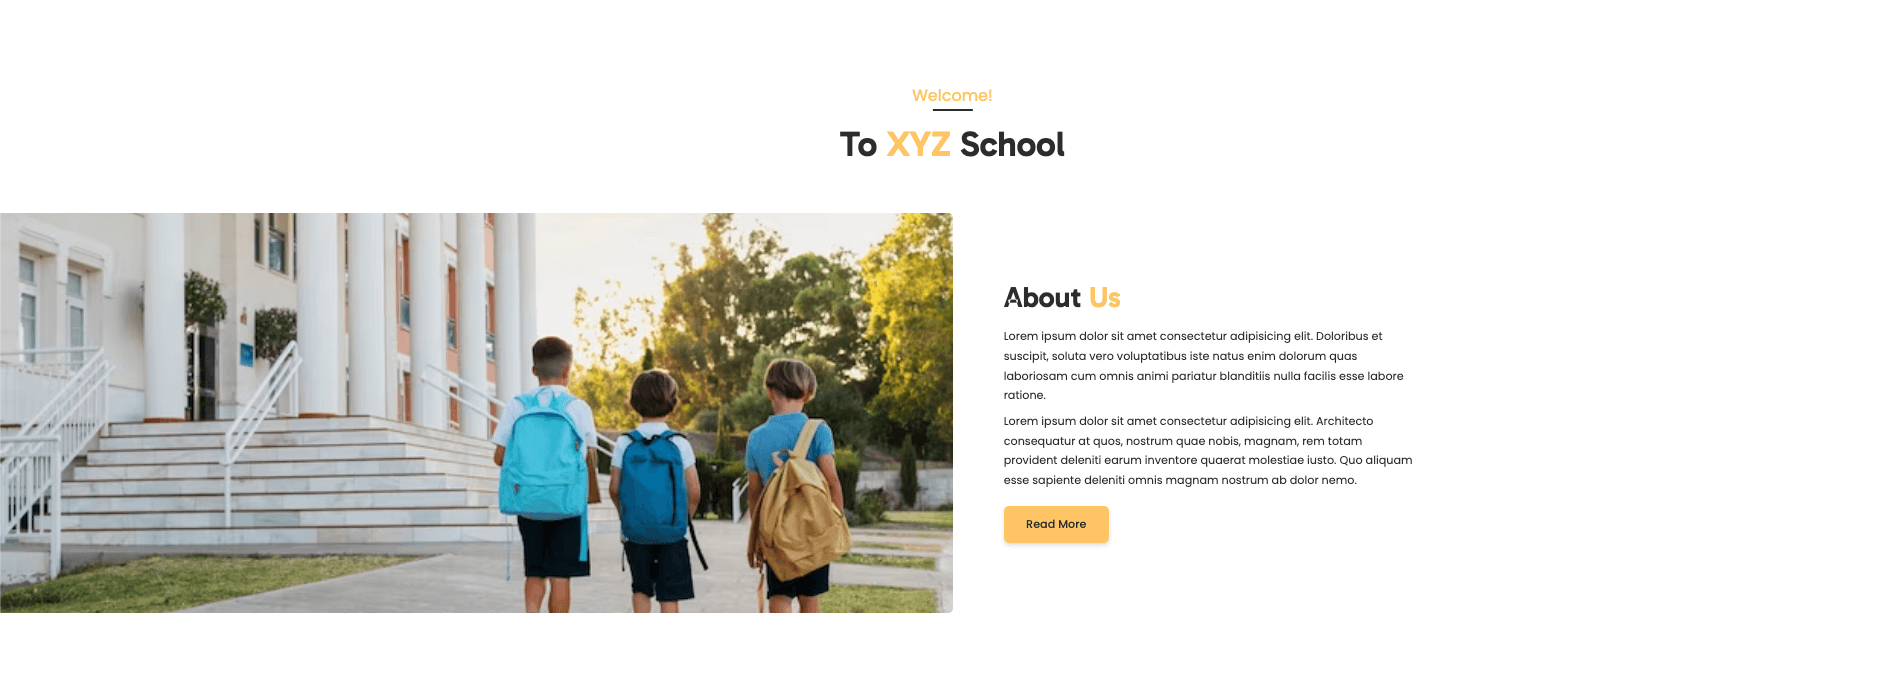 Welcome!
To XYZ School
About Us
Lorem ipsum dolor sit amet consectetur adipisicing elit. Doloribus et
suscipit, soluta vero voluptatibus iste natus enim dolorum quas
laboriosam cum omnis animi pariatur blanditiis nulla facilis esse labore
ratione.
Lorem ipsum dolor sit amet consectetur adipisicing elit. Architecto
consequatur at quos, nostrum quae nobis, magnam, rem totam
provident deleniti earum inventore quaerat molestiae iusto. Quo aliquam
esse sapiente deleniti omnis magnam nostrum ab dolor nemo.
Read More